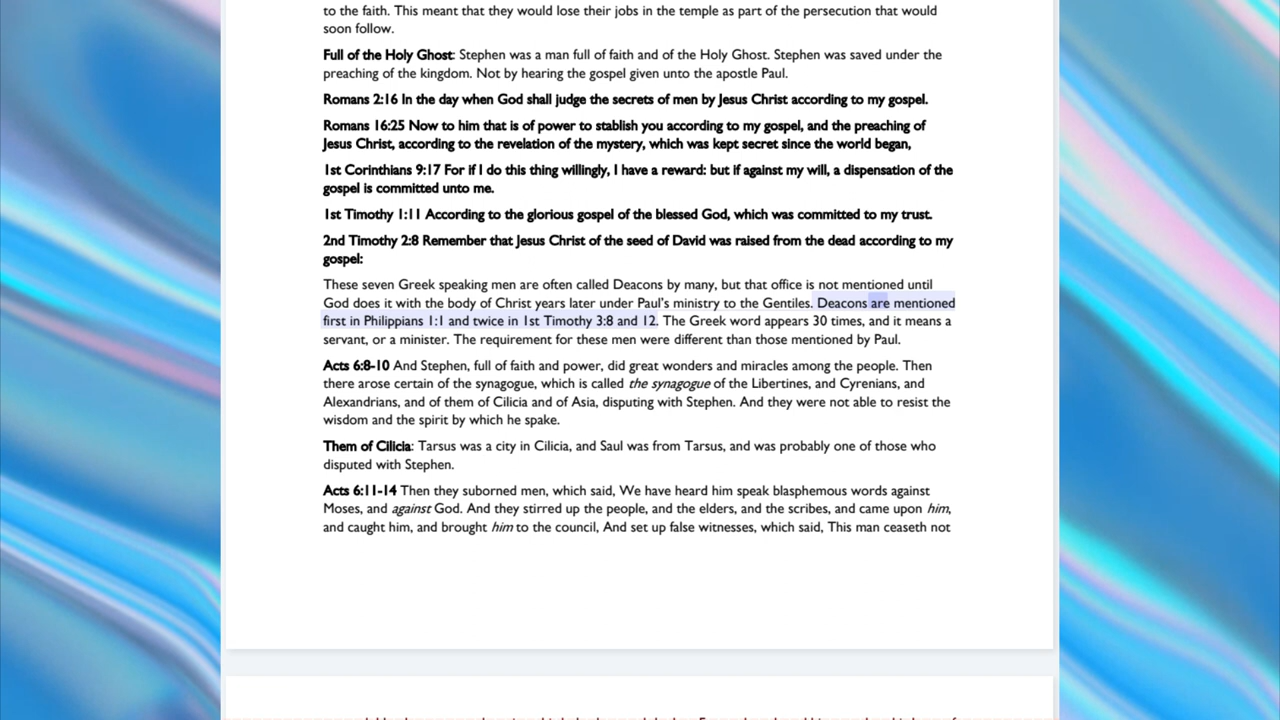 to the faith. This meant that they would lose their jobs in the temple as part of the persecution that would
soon follow.
Full of the Holy Ghost: Stephen was a man full of faith and of the Holy Ghost. Stephen was saved under the
preaching of the kingdom. Not by hearing the gospel given unto the apostle Paul.
Romans 2:16 In the day when God shall judge the secrets of men by Jesus Christ according to my gospel.
Romans 16:25 Now to him that is of power to stablish you according to my gospel, and the preaching of
Jesus Christ, according to the revelation of the mystery, which was kept secret since the world began,
1st Corinthians 9:17 For if I do this thing willingly, I have a reward: but if against my will, a dispensation of the
gospel is committed unto me.
1st Timothy 1:11 According to the glorious gospel of the blessed God, which was committed to my trust.
2nd Timothy 2:8 Remember that Jesus Christ of the seed of David was raised from the dead according to my
gospel:
These seven Greek speaking men are often called Deacons by many, but that office is not mentioned until
God does it with the body of Christ years later under Paul's ministry to the Gentiles. Deacons are mentioned
first in Philippians 1:1 and twice in 1st Timothy 3:8 and 12. The Greek word appears 30 times, and it means a
servant, or a minister. The requirement for these men were different than those mentioned by Paul.
Acts 6:8-10 And Stephen, full of faith and power, did great wonders and miracles among the people. Then
there arose certain of the synagogue, which is called the synagogue of the Libertines, and Cyrenians, and
Alexandrians, and of them of Cilicia and of Asia, disputing with Stephen. And they were not able to resist the
wisdom and the spirit by which he spake.
Them of Cilicia: Tarsus was a city in Cilicia, and Saul was from Tarsus, and was probably one of those who
disputed with Stephen.
Acts 6:11-14 Then they suborned men, which said, We have heard him speak blasphemous words against
Moses, and against God. And they stirred up the people, and the elders, and the scribes, and came upon him,
and caught him, and brought him to the council, And set up false witnesses, which said, This man ceaseth not